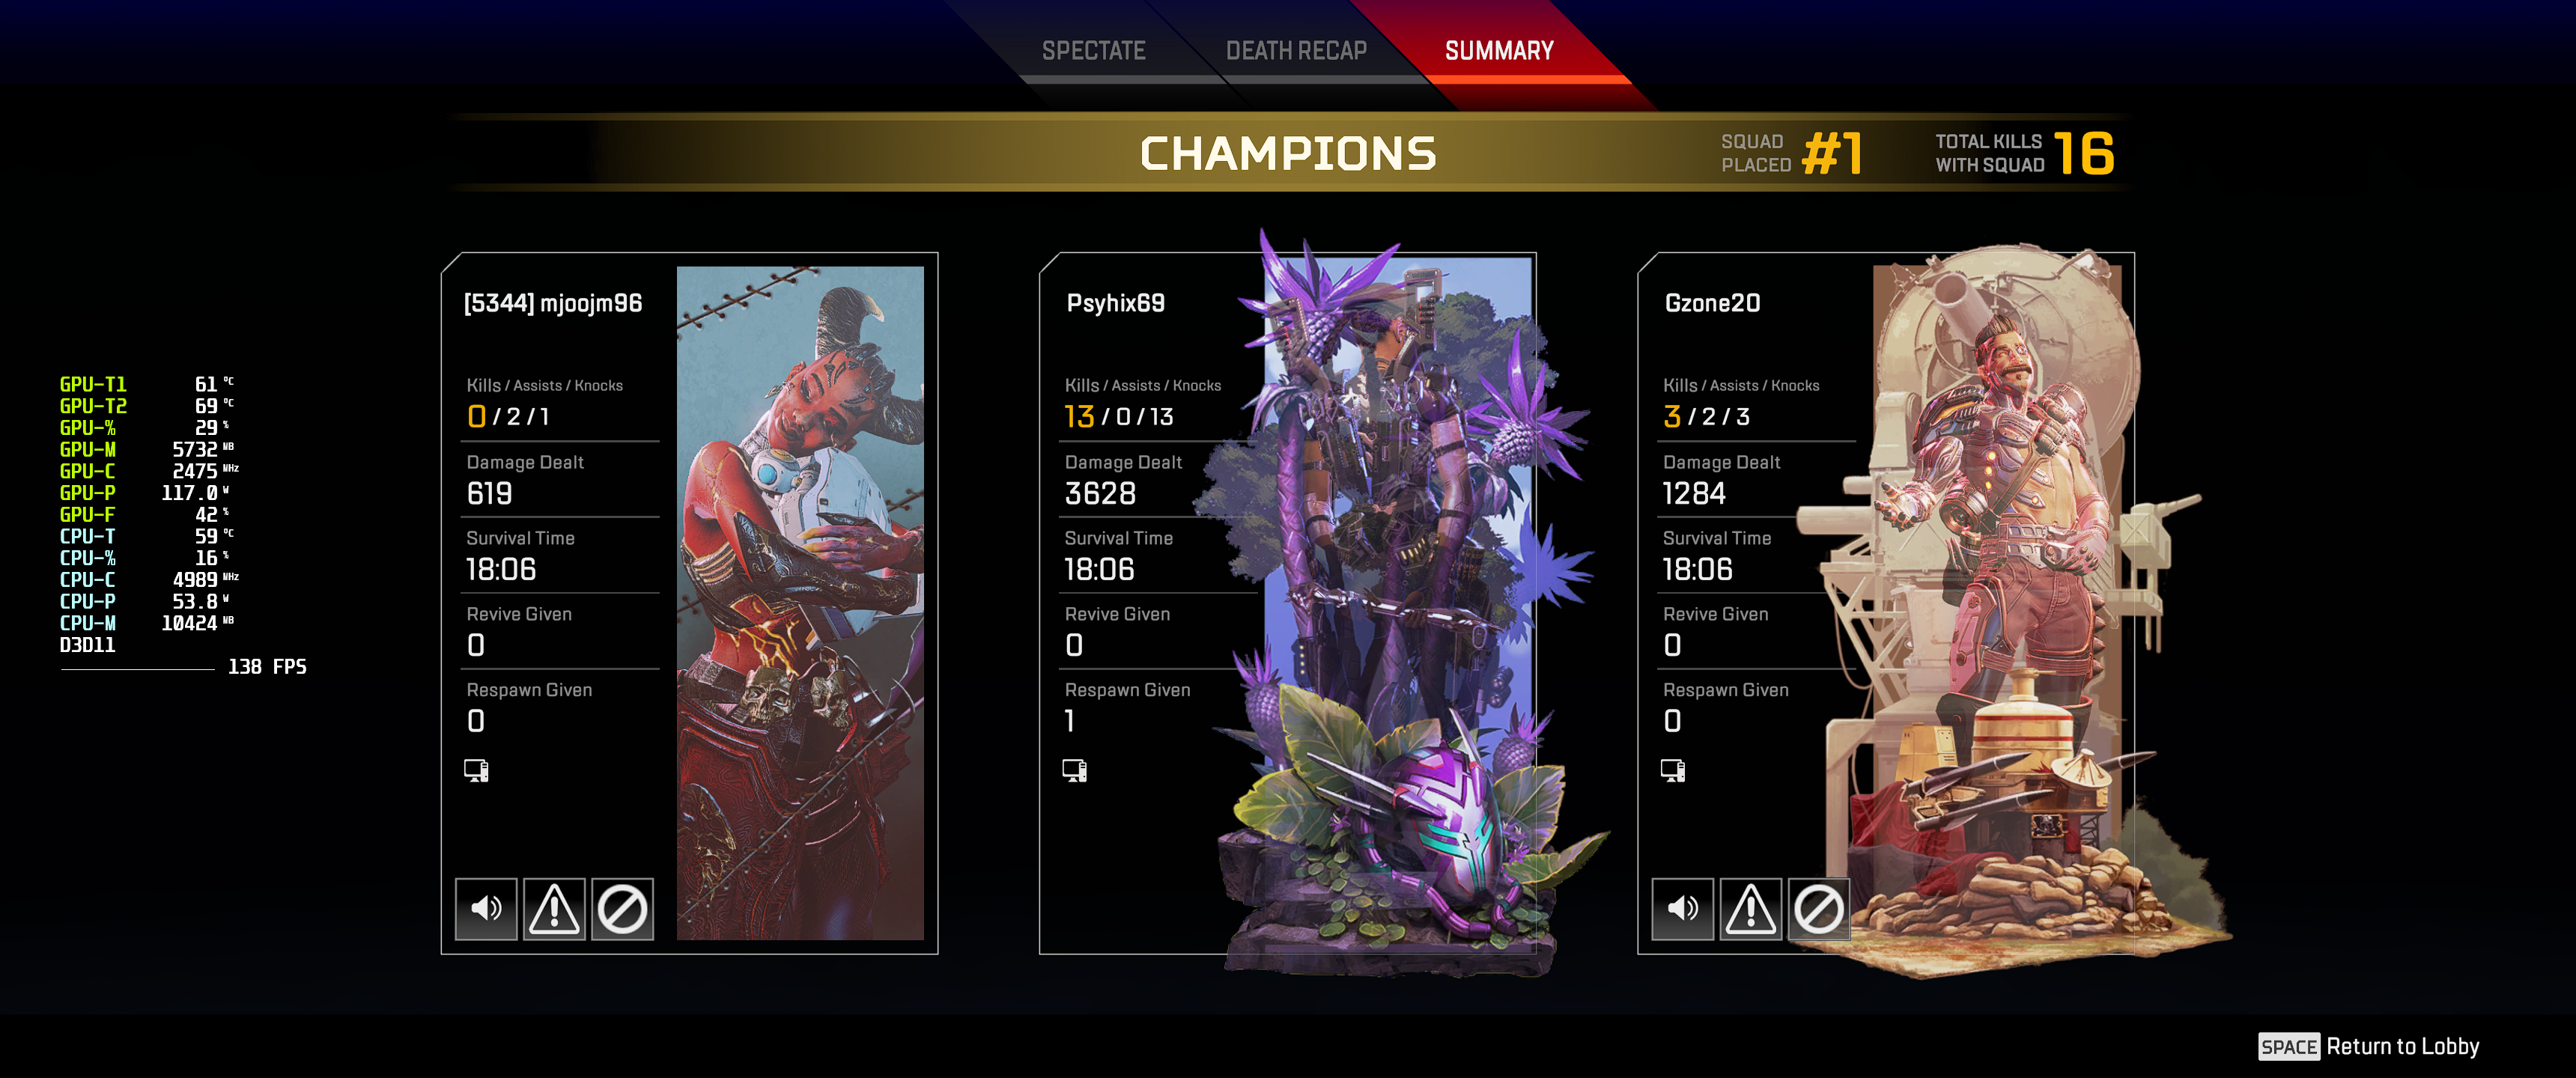 SPECTATE
DEATH RECAP
SUMMARY
CHAMPIONS
SQUAD PLACED #1
TOTAL KILLS WITH SQUAD 16
[5344] mjoojm96
Kills / Assists / Knocks
0 / 2 / 1
Damage Dealt
619
Survival Time
18:06
Revive Given
0
Respawn Given
0
Psyhix69
Kills / Assists / Knocks
13 / 0 / 13
Damage Dealt
3628
Survival Time
18:06
Revive Given
0
Respawn Given
1
Gzone20
Kills / Assists / Knocks
3 / 2 / 3
Damage Dealt
1284
Survival Time
18:06
Revive Given
0
Respawn Given
0
GPU-T1 61 °C
GPU-T2 69 °C
GPU-% 29 %
GPU-M 5732 MB
GPU-C 2475 MHz
GPU-P 117.0 W
GPU-F 42 %
CPU-T 59 °C
CPU-% 16 %
CPU-C 4989 MHz
CPU-P 53.8 W
CPU-M 10424 MB
D3D11
138 FPS
SPACE Return to Lobby